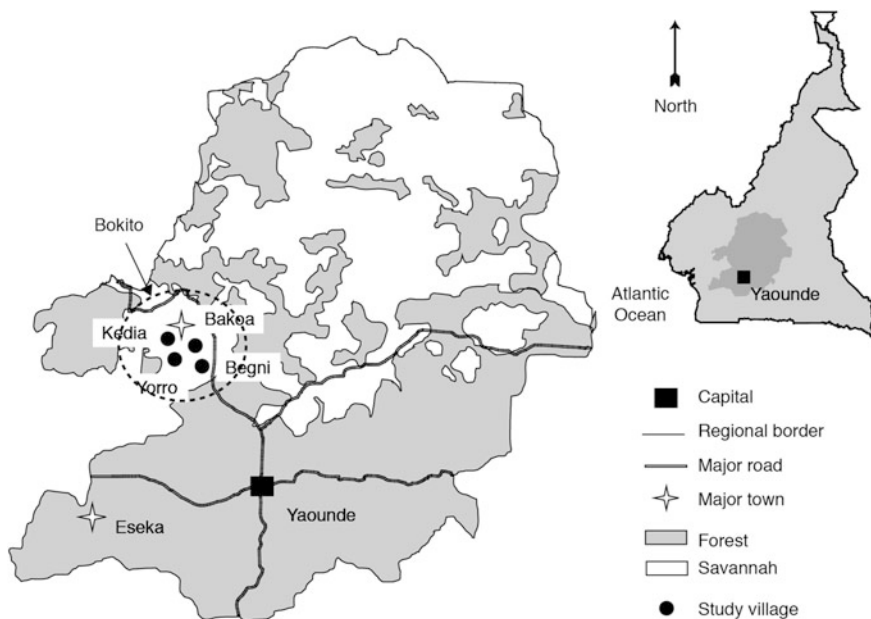 North
Bokito
Atlantic
Ocean
Yaounde
Kedia
Bakoa
Yorro
Begni
Eseka
Yaounde
Capital
Regional border
Major road
Major town
Forest
Savannah
Study village